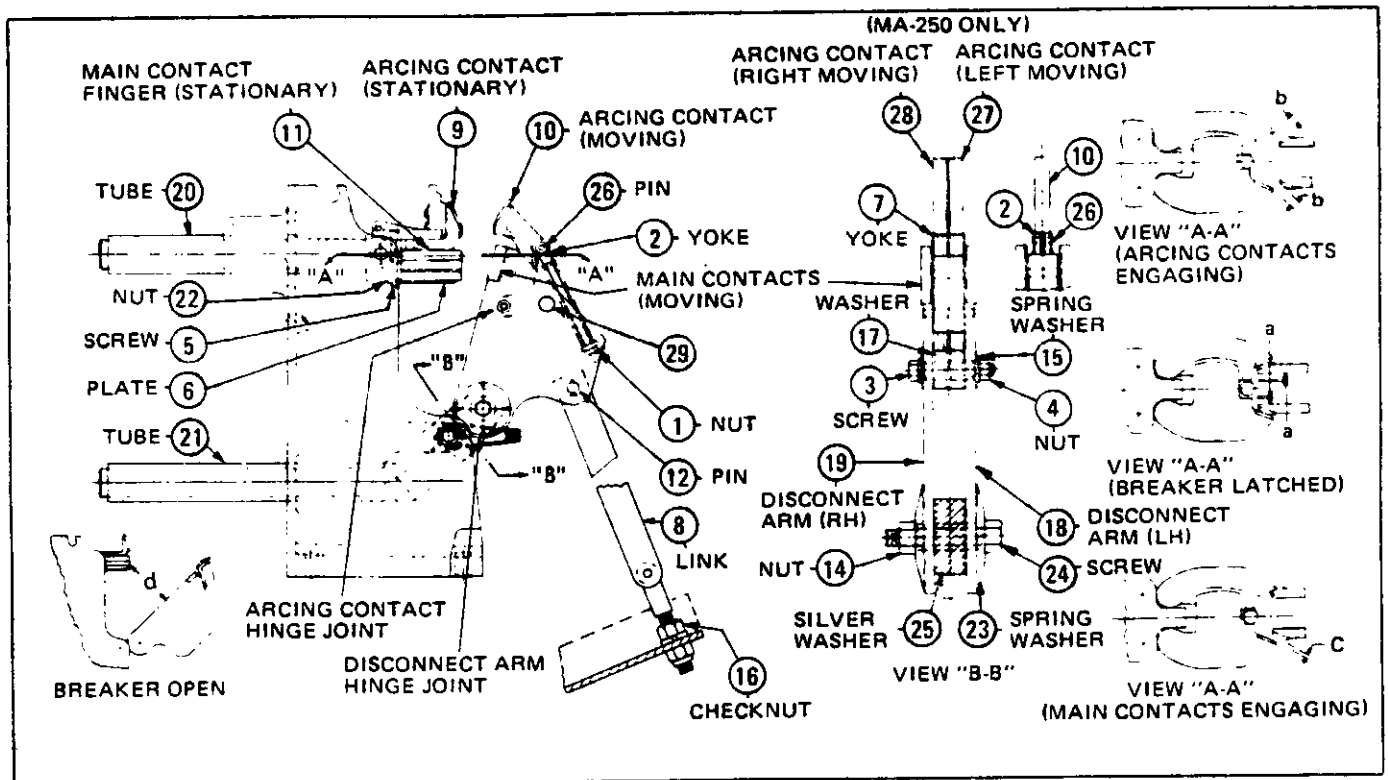 (MA-250 ONLY)
ARCING CONTACT
(RIGHT MOVING)
ARCING CONTACT
(LEFT MOVING)
28
27
MAIN CONTACT
FINGER (STATIONARY)
11
ARCING CONTACT
(STATIONARY)
9
10
ARCING CONTACT
(MOVING)
TUBE
20
26
PIN
2
YOKE
"A"
"A"
MAIN CONTACTS
(MOVING)
NUT
22
SCREW
5
29
PLATE
6
"B"
"B"
1
NUT
TUBE
21
12
PIN
8
LINK
ARCING CONTACT
HINGE JOINT
DISCONNECT ARM
HINGE JOINT
16
CHECKNUT
d
BREAKER OPEN
7
YOKE
WASHER
17
3
SCREW
10
2
26
SPRING
WASHER
15
4
NUT
19
DISCONNECT
ARM (RH)
18
DISCONNECT
ARM (LH)
NUT
14
24
SCREW
SILVER
WASHER
25
23
SPRING
WASHER
VIEW "B-B"
b
b
VIEW "A-A"
(ARCING CONTACTS
ENGAGING)
a
a
VIEW "A-A"
(BREAKER LATCHED)
C
VIEW "A-A"
(MAIN CONTACTS ENGAGING)